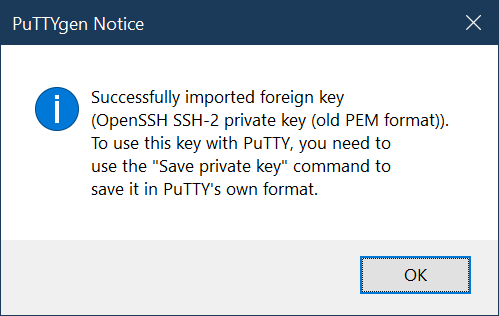 PuTTYgen Notice
Successfully imported foreign key
(OpenSSH SSH-2 private key (old PEM format)).
To use this key with PuTTY, you need to
use the "Save private key" command to
save it in PuTTY's own format.
OK